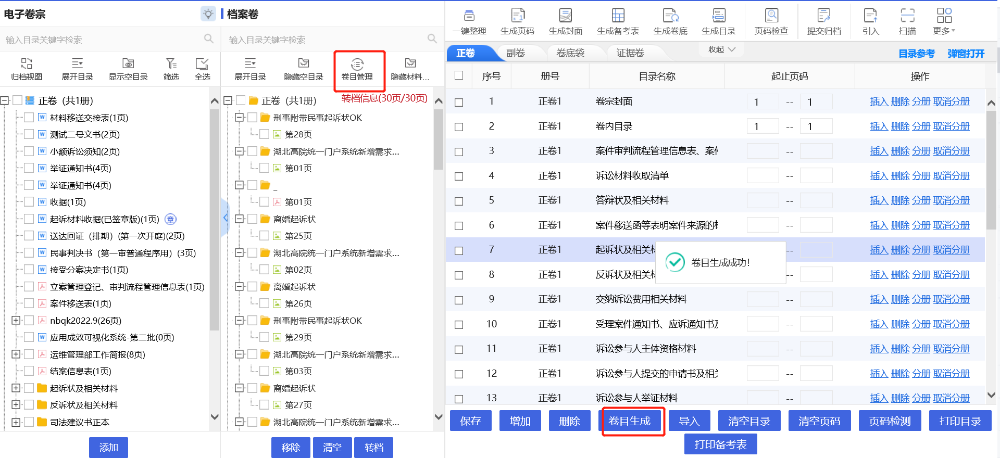 电子卷宗
输入目录关键字检索
归档视图 展开目录 显示空目录 筛选 全选
正卷（共1册)
材料移送交接表(1页)
测试二号文书(2页)
小额诉讼须知(2页)
举证通知书(4页)
举证通知书(4页)
收据(1页)
起诉材料收据(已签章版)(1页) 章
送达回证（排期）(第一次开庭)(2页)
民事判决书（第一审普通程序用）(3页)
接受分案决定书(1页)
立案管理登记、审判流程管理信息表(1页)
案件移送表(1页)
nbqk2022.9(26页)
应用成效可视化系统-第二批(0页)
运维管理部工作简报(8页)
结案信息表(1页)
起诉状及相关材料
反诉状及相关材料
司法建议书正本
添加
档案卷
输入目录关键字检索
展开目录 隐藏空目录 卷目管理 隐藏材料...
转档信息(30页/30页)
正卷（共1册)
刑事附带民事起诉状OK
第28页
湖北高院统一门户系统新增需求...
第01页
_
第01页
离婚起诉状
第25页
湖北高院统一门户系统新增需求...
第02页
离婚起诉状
第26页
刑事附带民事起诉状OK
第29页
湖北高院统一门户系统新增需求...
第03页
离婚起诉状
第27页
湖北高院统一门户系统新增需求...
移除 清空 转档
一键整理 生成页码 生成封面 生成备考表 生成卷底 生成目录 页码检查 提交归档 引入 扫描 更多
正卷 副卷 卷底袋 证据卷 收起 目录参考 弹窗打开
序号 册号 目录名称 起止页码 操作
1 正卷1 卷宗封面 1 -- 1 插入 删除 分册 取消分册
2 正卷1 卷内目录 1 -- 1 插入 删除 分册 取消分册
3 正卷1 案件审判流程管理信息表、案件 -- 插入 删除 分册 取消分册
4 正卷1 诉讼材料收取清单 -- 插入 删除 分册 取消分册
5 正卷1 答辩状及相关材料 -- 插入 删除 分册 取消分册
6 正卷1 案件移送函等表明案件来源的 -- 插入 删除 分册 取消分册
7 正卷1 起诉状及相关 -- 插入 删除 分册 取消分册
卷目生成成功!
8 正卷1 反诉状及相关 -- 插入 删除 分册 取消分册
9 正卷1 交纳诉讼费用相关材料 -- 插入 删除 分册 取消分册
10 正卷1 受理案件通知书、应诉通知书及 -- 插入 删除 分册 取消分册
11 正卷1 诉讼参与人主体资格材料 -- 插入 删除 分册 取消分册
12 正卷1 诉讼参与人提交的申请书及相 -- 插入 删除 分册 取消分册
13 正卷1 诉讼参与人举证材料 -- 插入 删除 分册 取消分册
保存 增加 删除 卷目生成 导入 清空目录 清空页码 页码检测 打印目录
打印备考表